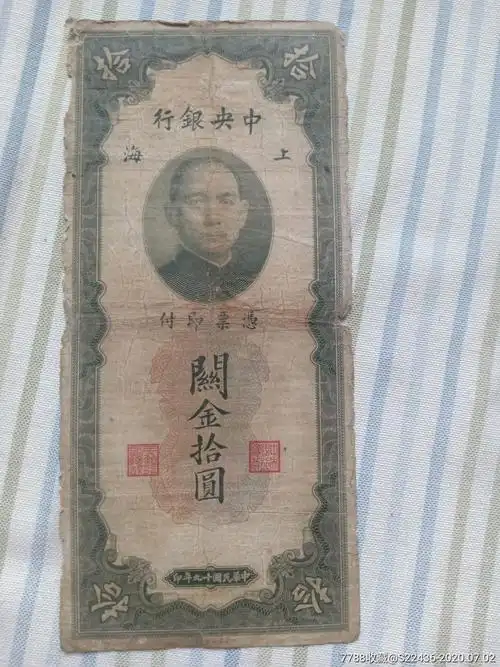 拾 拾
中央銀行
上海
憑票即付
關金拾圓
中華民國十九年印
拾 拾
7788收藏@S22436-2020.07.02